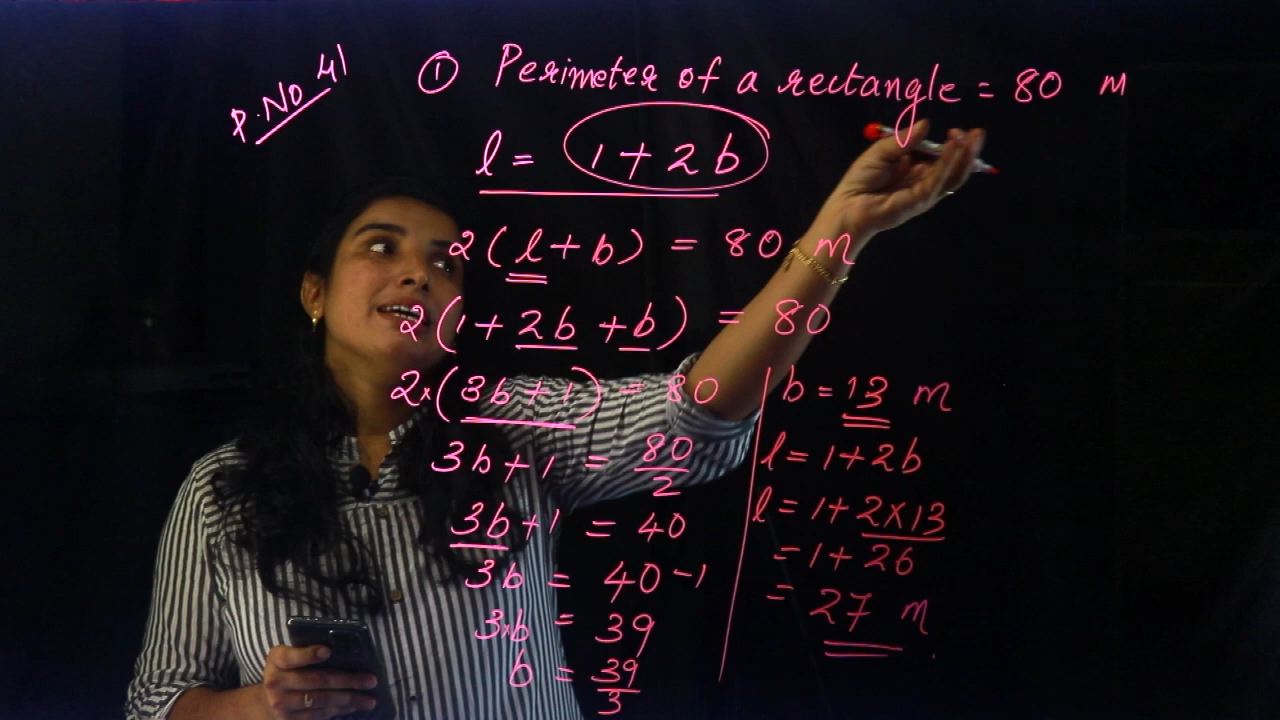 P.NO 41
① Perimeter of a rectangle = 80 m
l = 1 + 2b
2(l + b) = 80 m
2(1 + 2b + b) = 80
2×(3b + 1) = 80
3b + 1 = 80/2
3b + 1 = 40
3b = 40 - 1
3×b = 39
b = 39/3
b = 13 m
l = 1 + 2b
l = 1 + 2×13
= 1 + 26
= 27 m